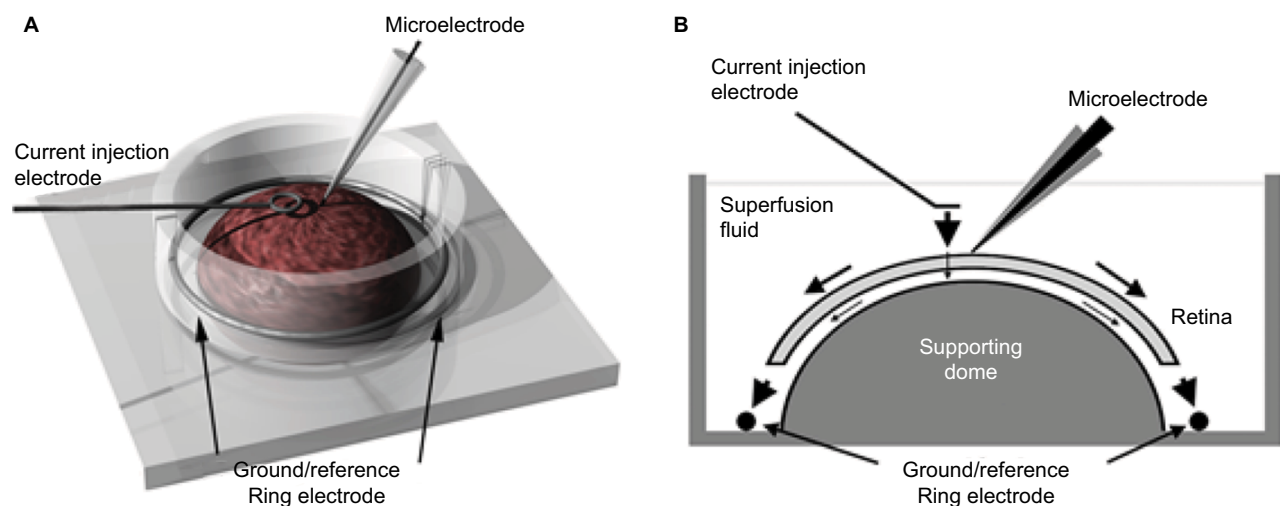 A
Microelectrode
Current injection
electrode
Ground/reference
Ring electrode
B
Current injection
electrode
Microelectrode
Superfusion
fluid
Retina
Supporting
dome
Ground/reference
Ring electrode